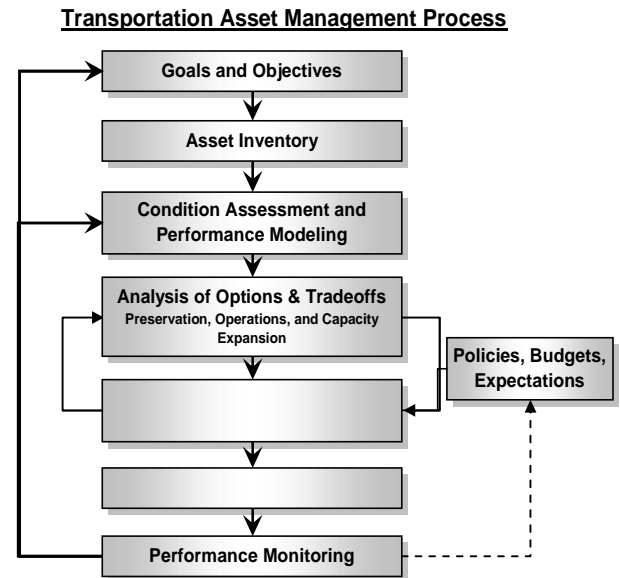 Transportation Asset Management Process
Goals and Objectives
Asset Inventory
Condition Assessment and
Performance Modeling
Analysis of Options & Tradeoffs
Preservation, Operations, and Capacity
Expansion
Policies, Budgets,
Expectations
Performance Monitoring